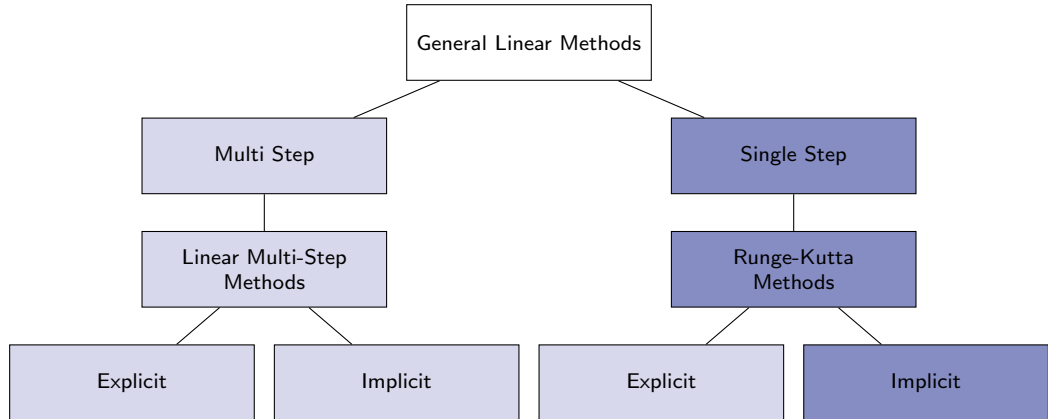 General Linear Methods
Multi Step
Single Step
Linear Multi-Step
Methods
Runge-Kutta
Methods
Explicit
Implicit
Explicit
Implicit